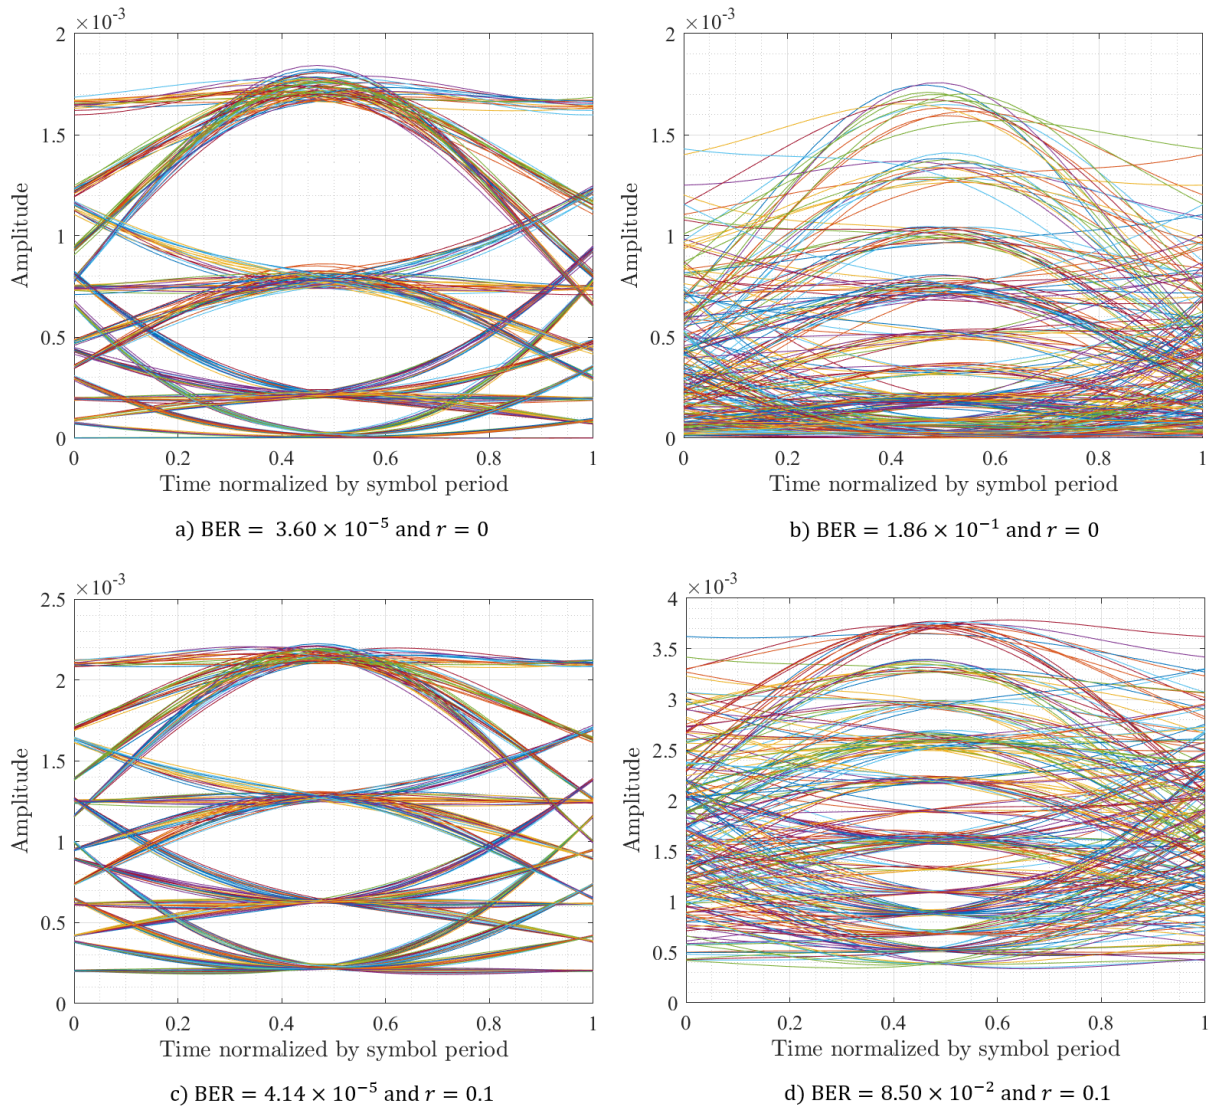 ×10⁻³
2
1.5
1
0.5
0
0 0.2 0.4 0.6 0.8 1
Amplitude
Time normalized by symbol period
a) BER = 3.60 × 10⁻⁵ and r = 0
×10⁻³
2
1.5
1
0.5
0
0 0.2 0.4 0.6 0.8 1
Amplitude
Time normalized by symbol period
b) BER = 1.86 × 10⁻¹ and r = 0
×10⁻³
2.5
2
1.5
1
0.5
0
0 0.2 0.4 0.6 0.8 1
Amplitude
Time normalized by symbol period
c) BER = 4.14 × 10⁻⁵ and r = 0.1
×10⁻³
4
3.5
3
2.5
2
1.5
1
0.5
0
0 0.2 0.4 0.6 0.8 1
Amplitude
Time normalized by symbol period
d) BER = 8.50 × 10⁻² and r = 0.1